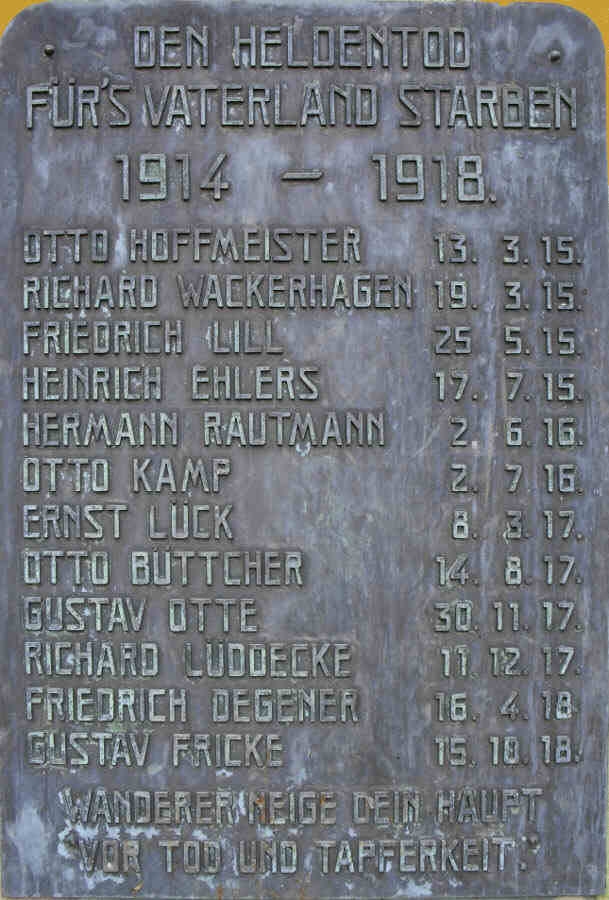 DEN HELDENTOD
FÜR'S VATERLAND STARBEN
1914 – 1918.
OTTO HOFFMEISTER 13. 3. 15.
RICHARD WACKERHAGEN 19. 3. 15.
FRIEDRICH LILL 25 5. 15.
HEINRICH EHLERS 17. 7. 15.
HERMANN RAUTMANN 2. 6. 16.
OTTO KAMP 2. 7. 16.
ERNST LÜCK 8. 3. 17.
OTTO BÜTTCHER 14. 8. 17.
GUSTAV OTTE 30. 11. 17.
RICHARD LÜDDECKE 11. 12. 17.
FRIEDRICH DEGENER 16. 4. 18
GUSTAV FRICKE 15. 10. 18.
WANDERER NEIGE DEIN HAUPT
VOR TOD UND TAPFERKEIT.